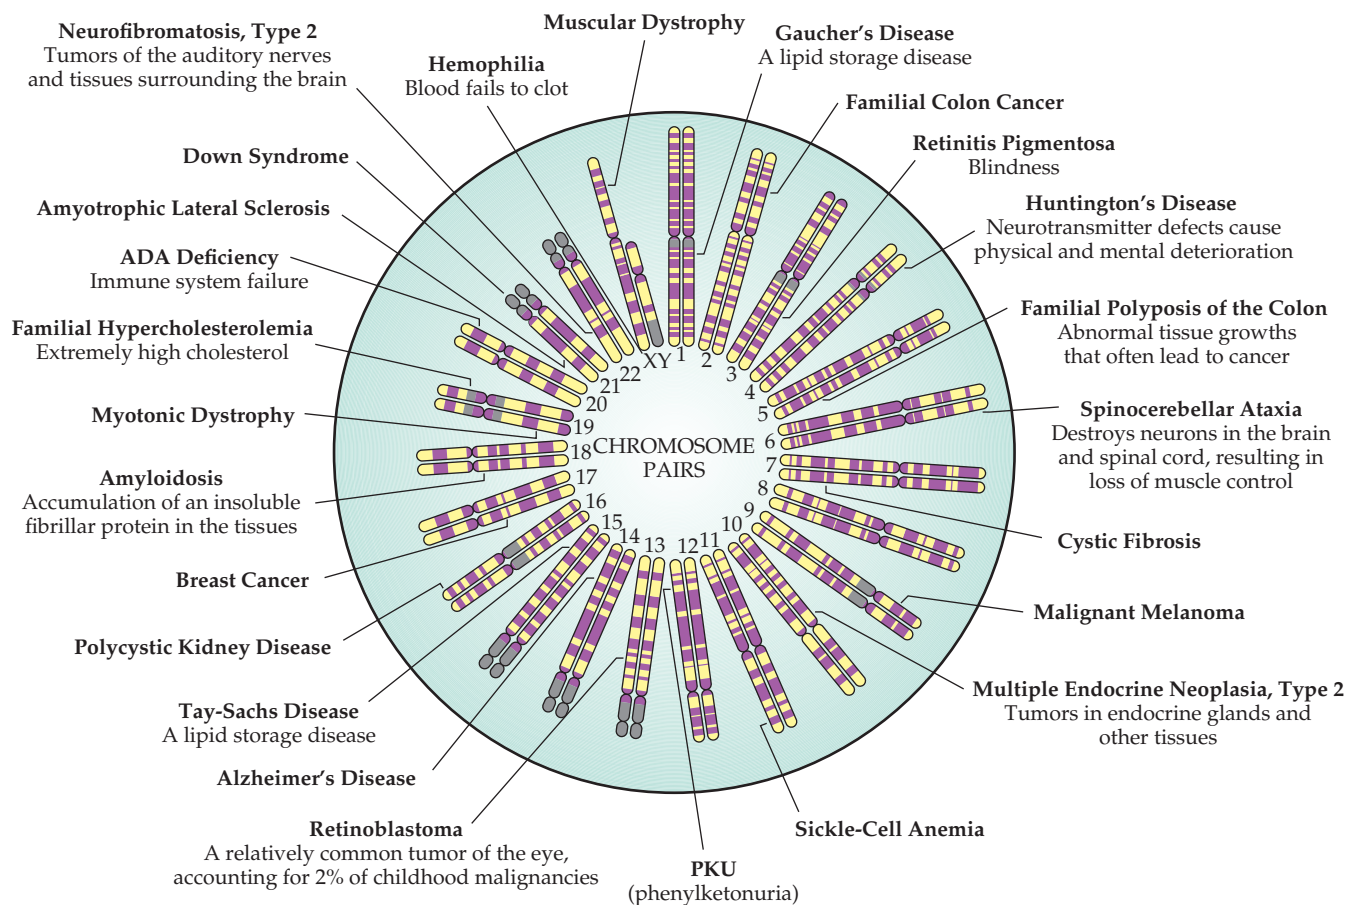 Neurofibromatosis, Type 2
Tumors of the auditory nerves
and tissues surrounding the brain
Muscular Dystrophy
Hemophilia
Blood fails to clot
Gaucher's Disease
A lipid storage disease
Familial Colon Cancer
Retinitis Pigmentosa
Blindness
Huntington's Disease
Neurotransmitter defects cause
physical and mental deterioration
Familial Polyposis of the Colon
Abnormal tissue growths
that often lead to cancer
Spinocerebellar Ataxia
Destroys neurons in the brain
and spinal cord, resulting in
loss of muscle control
Cystic Fibrosis
Malignant Melanoma
Multiple Endocrine Neoplasia, Type 2
Tumors in endocrine glands and
other tissues
Sickle-Cell Anemia
PKU
(phenylketonuria)
Retinoblastoma
A relatively common tumor of the eye,
accounting for 2% of childhood malignancies
Alzheimer's Disease
Tay-Sachs Disease
A lipid storage disease
Polycystic Kidney Disease
Breast Cancer
Amyloidosis
Accumulation of an insoluble
fibrillar protein in the tissues
Myotonic Dystrophy
Familial Hypercholesterolemia
Extremely high cholesterol
ADA Deficiency
Immune system failure
Amyotrophic Lateral Sclerosis
Down Syndrome
CHROMOSOME
PAIRS
1
2
3
4
5
6
7
8
9
10
11
12
13
14
15
16
17
18
19
20
21
22
XY